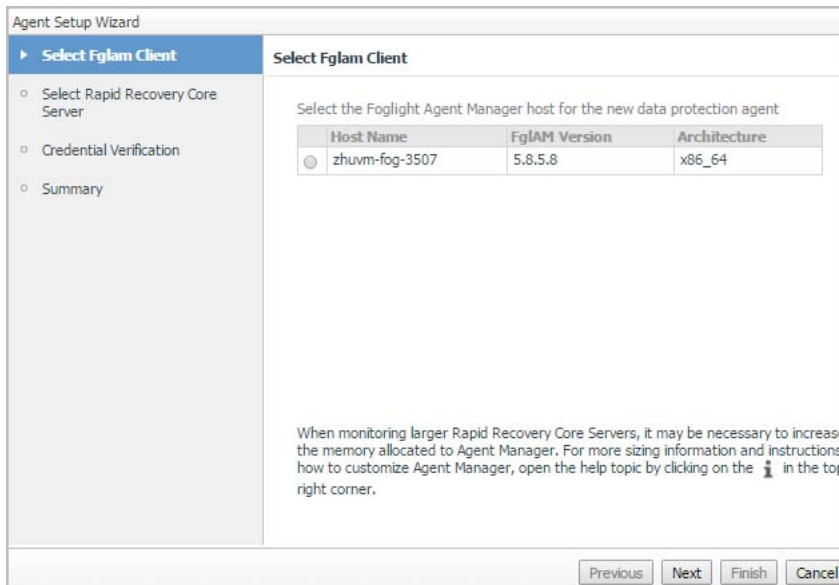 Agent Setup Wizard
Select Fglam Client
Select Rapid Recovery Core
Server
Credential Verification
Summary
Select Fglam Client
Select the Foglight Agent Manager host for the new data protection agent
Host Name FglAM Version Architecture
zhuvm-fog-3507 5.8.5.8 x86_64
When monitoring larger Rapid Recovery Core Servers, it may be necessary to increase
the memory allocated to Agent Manager. For more sizing information and instructions
how to customize Agent Manager, open the help topic by clicking on the i in the top
right corner.
Previous Next Finish Cancel